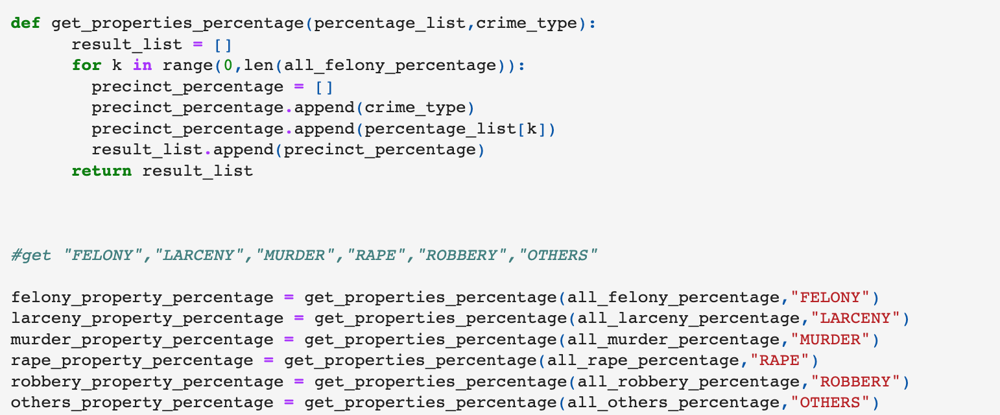 def get_properties_percentage(percentage_list,crime_type):
      result_list = []
      for k in range(0,len(all_felony_percentage)):
        precinct_percentage = []
        precinct_percentage.append(crime_type)
        precinct_percentage.append(percentage_list[k])
        result_list.append(precinct_percentage)
      return result_list
#get "FELONY","LARCENY","MURDER","RAPE","ROBBERY","OTHERS"
felony_property_percentage = get_properties_percentage(all_felony_percentage,"FELONY")
larceny_property_percentage = get_properties_percentage(all_larceny_percentage,"LARCENY")
murder_property_percentage = get_properties_percentage(all_murder_percentage,"MURDER")
rape_property_percentage = get_properties_percentage(all_rape_percentage,"RAPE")
robbery_property_percentage = get_properties_percentage(all_robbery_percentage,"ROBBERY")
others_property_percentage = get_properties_percentage(all_others_percentage,"OTHERS")